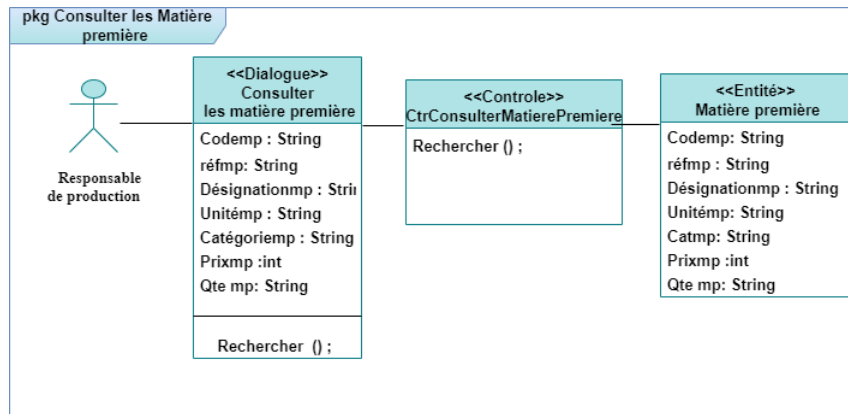 pkg Consulter les Matière
première
Responsable
de production
<<Dialogue>>
Consulter
les matière première
Codemp : String
réfmp: String
Désignationmp : Strin
Unitémp : String
Catégoriemp : String
Prixmp :int
Qte mp: String
Rechercher () ;
<<Controle>>
CtrConsulterMatierePremiere
Rechercher () ;
<<Entité>>
Matière première
Codemp: String
réfmp : String
Désignationmp : String
Unitémp: String
Catmp: String
Prixmp :int
Qte mp: String